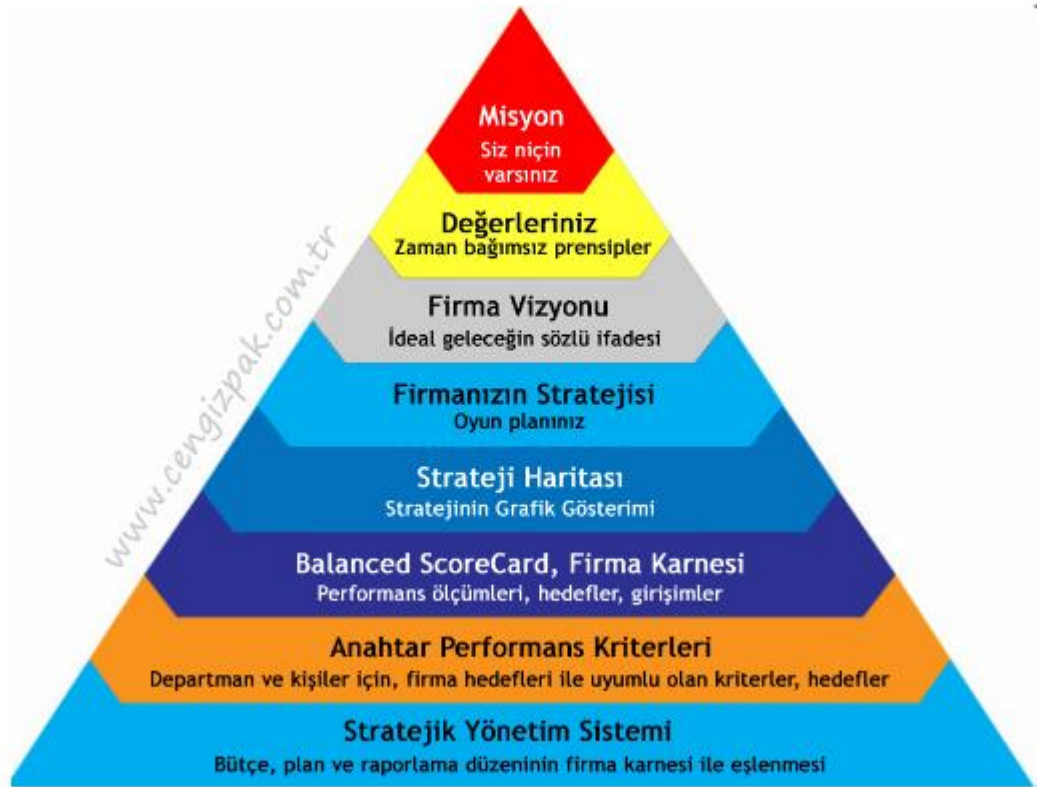 Misyon
Siz niçin
varsınız
Değerleriniz
Zaman bağımsız prensipler
Firma Vizyonu
İdeal geleceğin sözlü ifadesi
Firmanızın Stratejisi
Oyun planınız
Strateji Haritası
Stratejinin Grafik Gösterimi
Balanced ScoreCard, Firma Karnesi
Performans ölçümleri, hedefler, girişimler
Anahtar Performans Kriterleri
Departman ve kişiler için, firma hedefleri ile uyumlu olan kriterler, hedefler
Stratejik Yönetim Sistemi
Bütçe, plan ve raporlama düzeninin firma karnesi ile eşlenmesi
www.cengizpak.com.tr